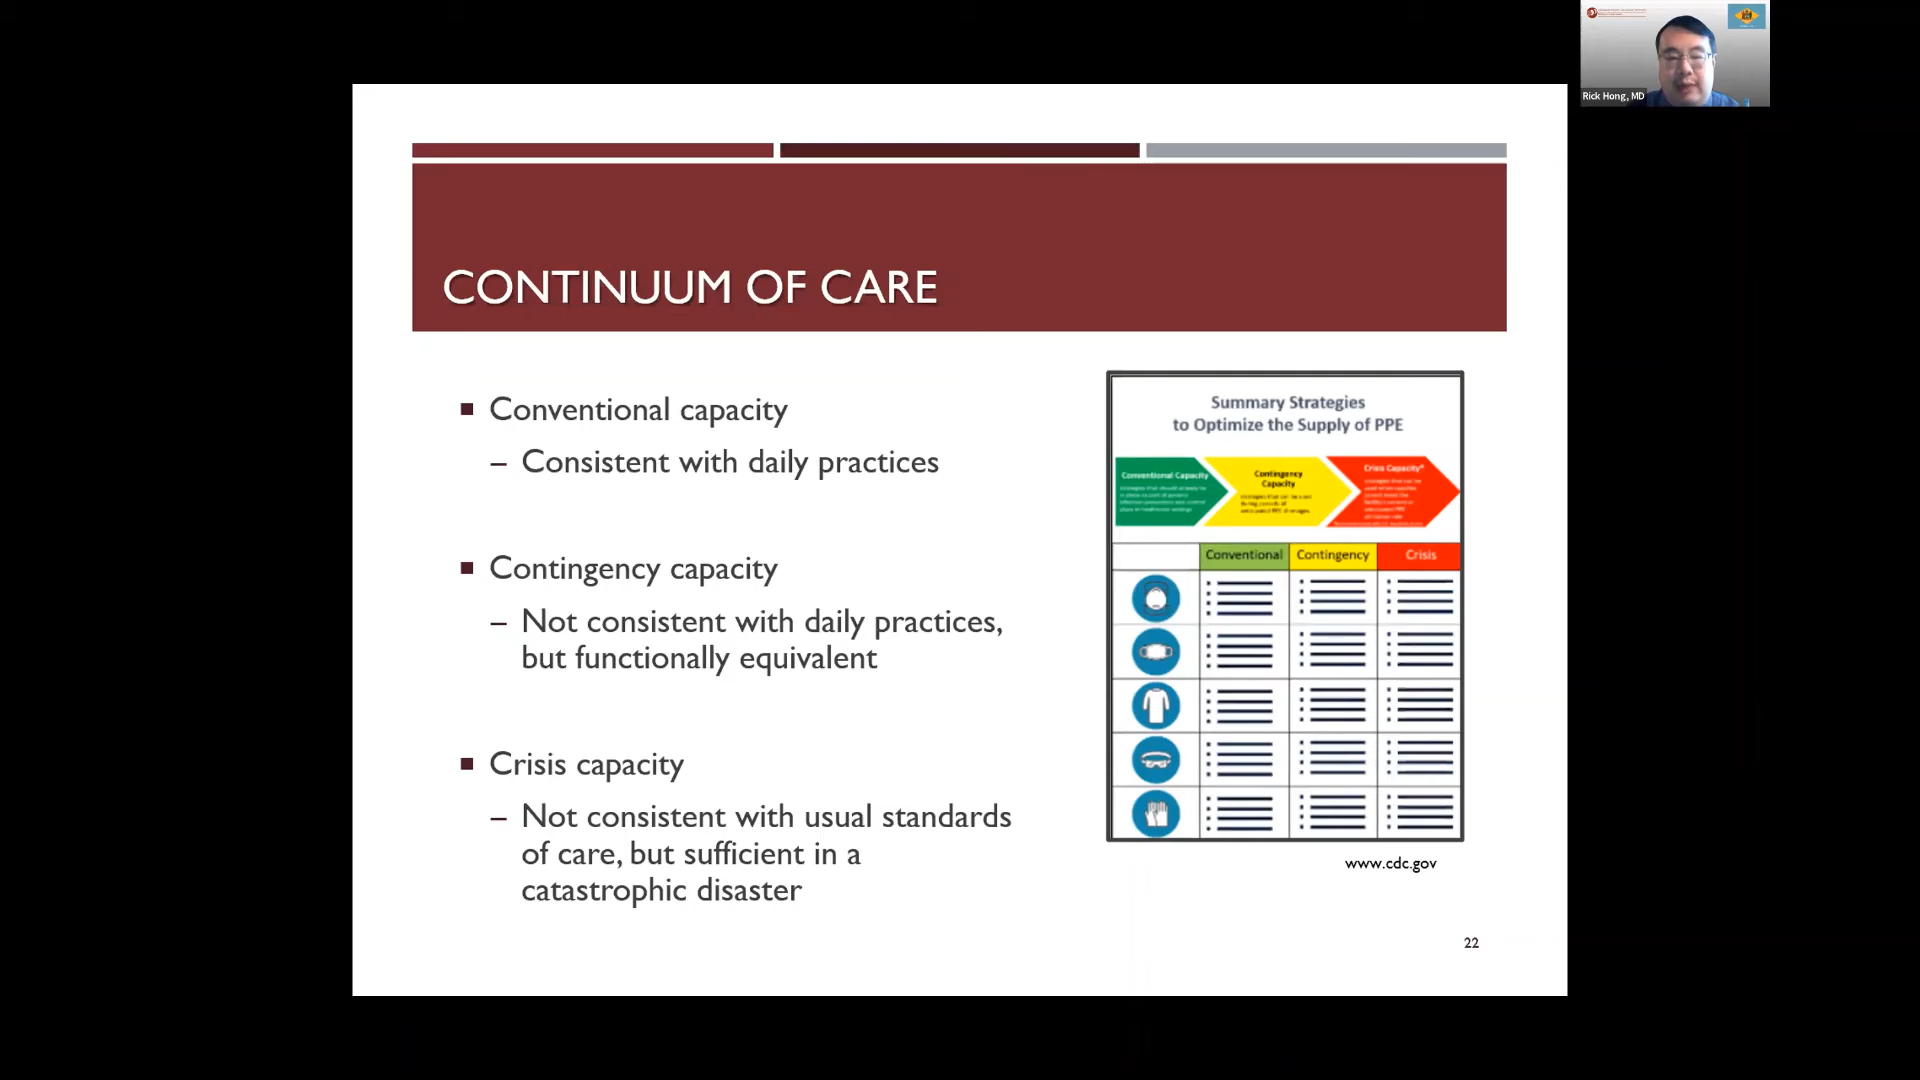 Rick Hong, MD
CONTINUUM OF CARE
▪ Conventional capacity
– Consistent with daily practices
▪ Contingency capacity
– Not consistent with daily practices,
but functionally equivalent
▪ Crisis capacity
– Not consistent with usual standards
of care, but sufficient in a
catastrophic disaster
Summary Strategies
to Optimize the Supply of PPE
Conventional Capacity
Contingency
Capacity
Crisis Capacity*
Conventional Contingency Crisis
www.cdc.gov
22